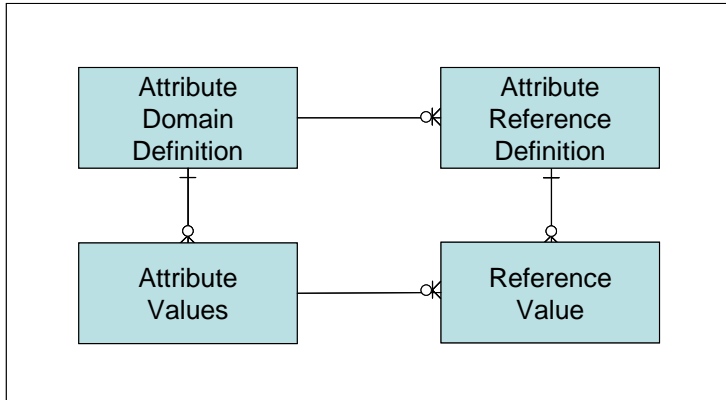 Attribute
Domain
Definition
Attribute
Reference
Definition
Attribute
Values
Reference
Value